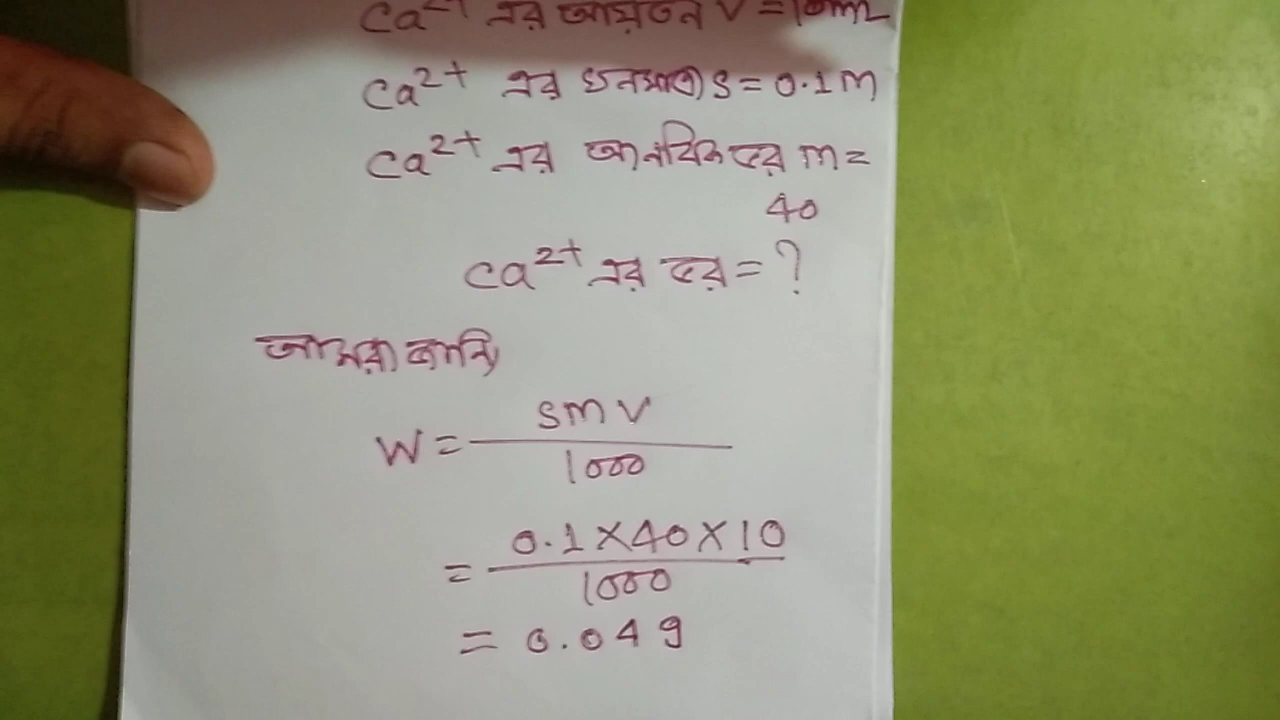 Ca²⁺ এর আয়তন V = 10mL
Ca²⁺ এর ঘনমাত্রা S = 0.1 M
Ca²⁺ এর আনবিক ভর m =
40
Ca²⁺ এর ভর = ?
আমরা জানি,
W = SMV
1000
= 0.1 X 40 X 10
1000
= 0.04 g